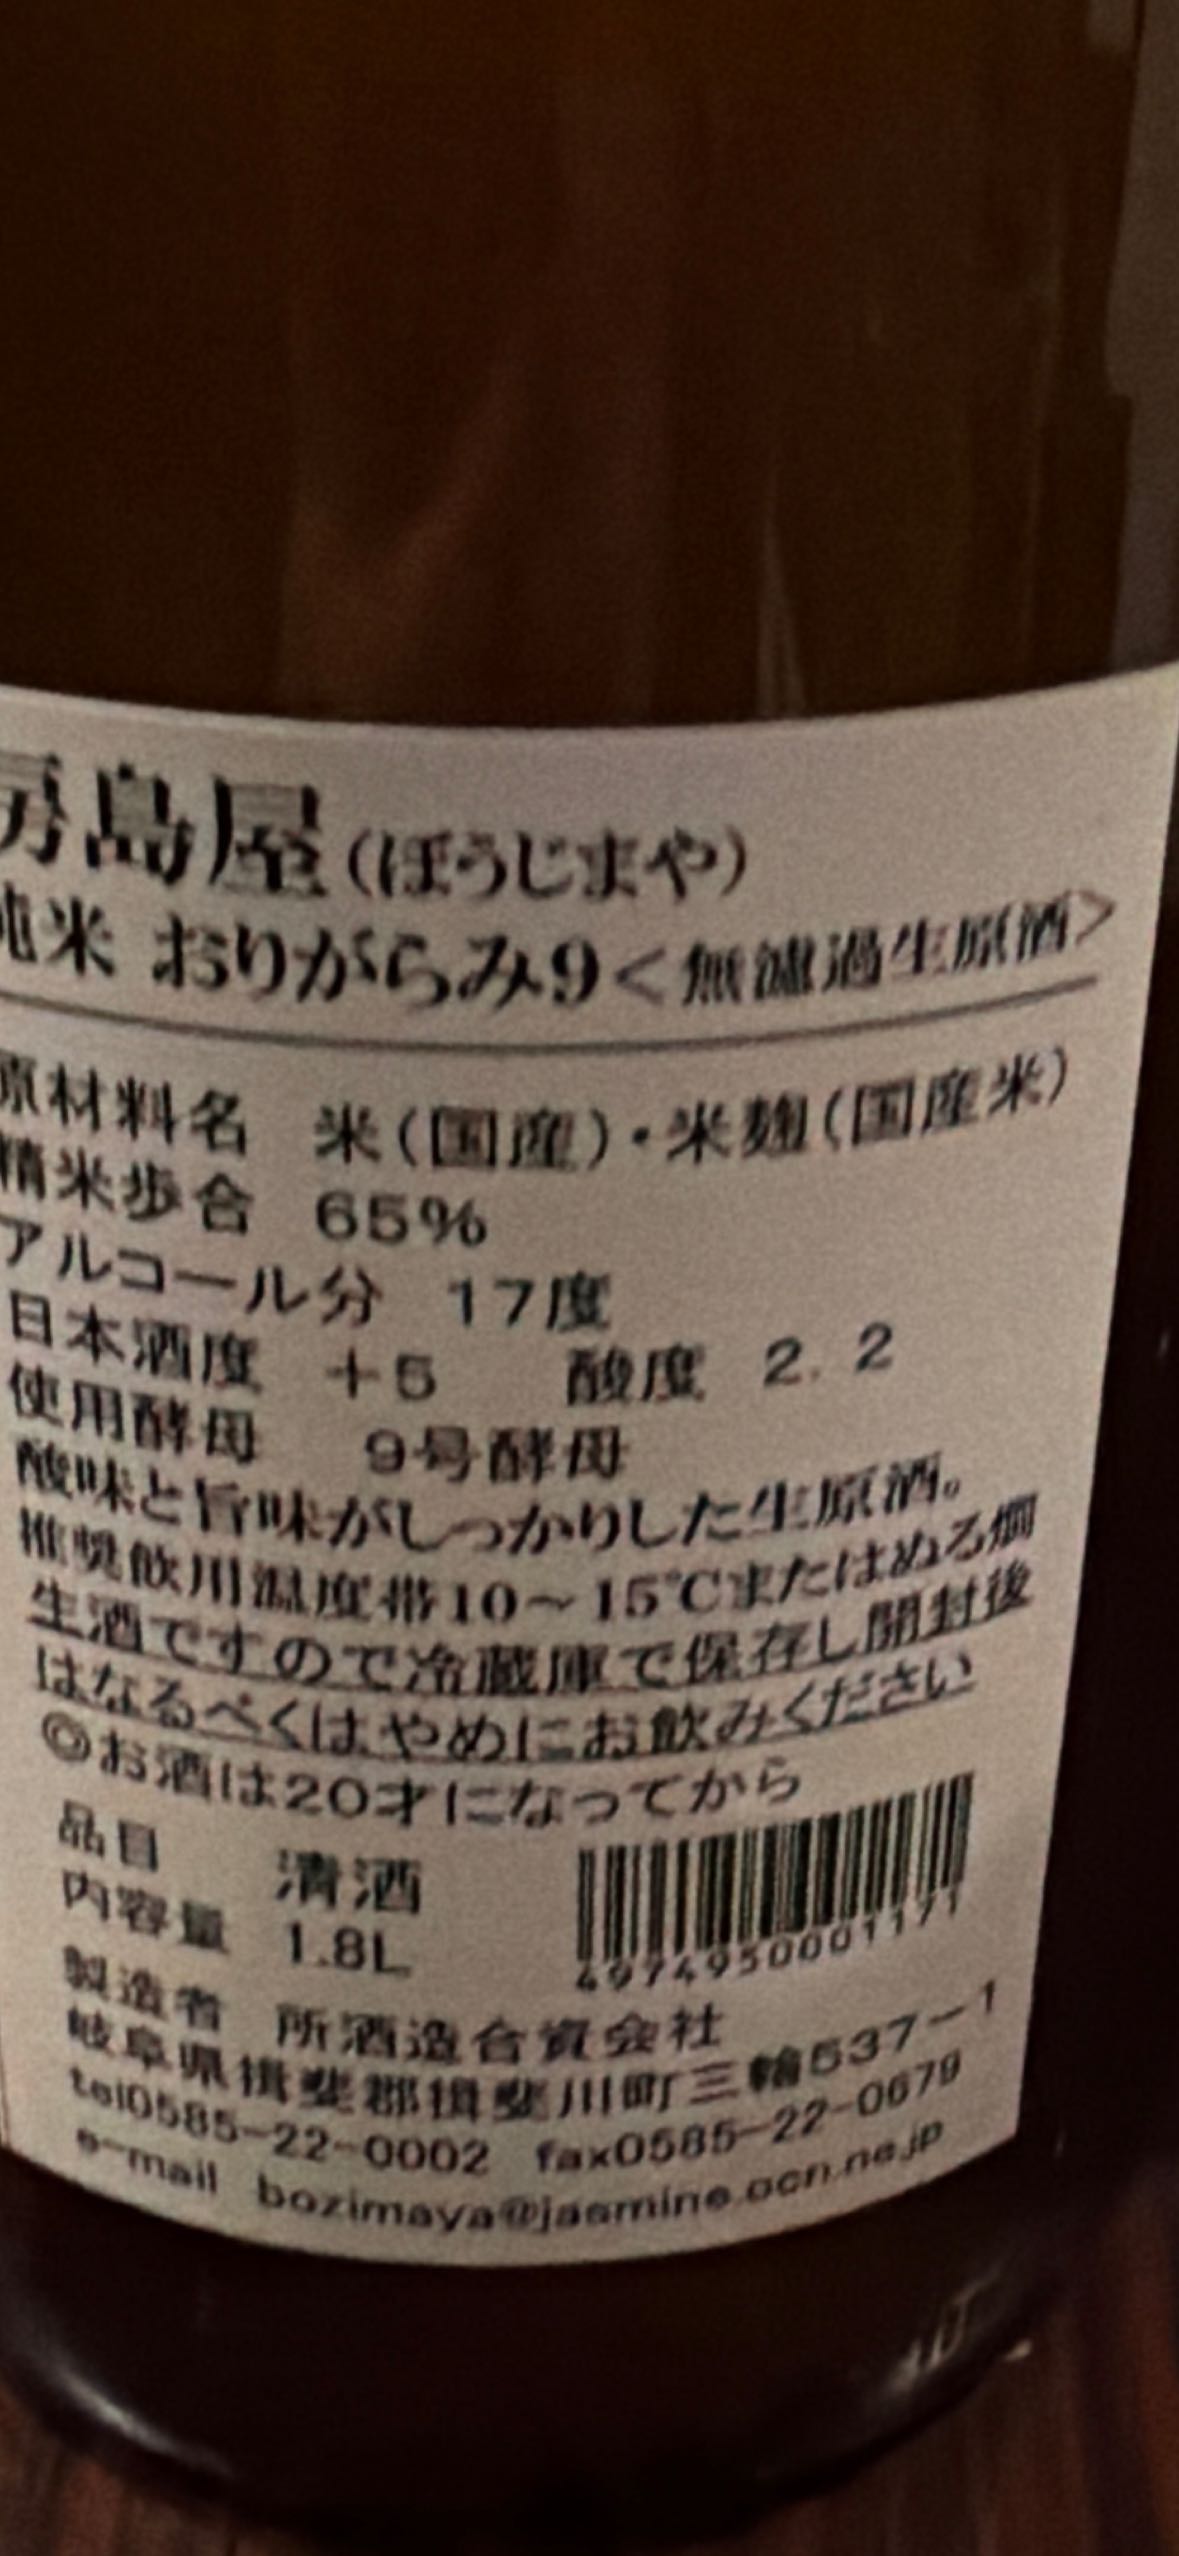 房島屋(ぼうじまや)
純米 おりがらみ9<無濾過生原酒>
原材料名 米(国産)・米麹(国産米)
精米歩合 65%
アルコール分 17度
日本酒度 +5 酸度 2.2
使用酵母 9号酵母
酸味と旨味がしっかりした生原酒。
推奨飲用温度帯10~15℃またはぬる燗
生酒ですので冷蔵庫で保存し開封後
はなるべくはやめにお飲みください
◎お酒は20才になってから
品目 清酒
内容量 1.8L
4974950001171
製造者 所酒造合資会社
岐阜県揖斐郡揖斐川町三輪537-1
tel0585-22-0002 fax0585-22-0679
e-mail bozimaya@jasmine.ocn.ne.jp